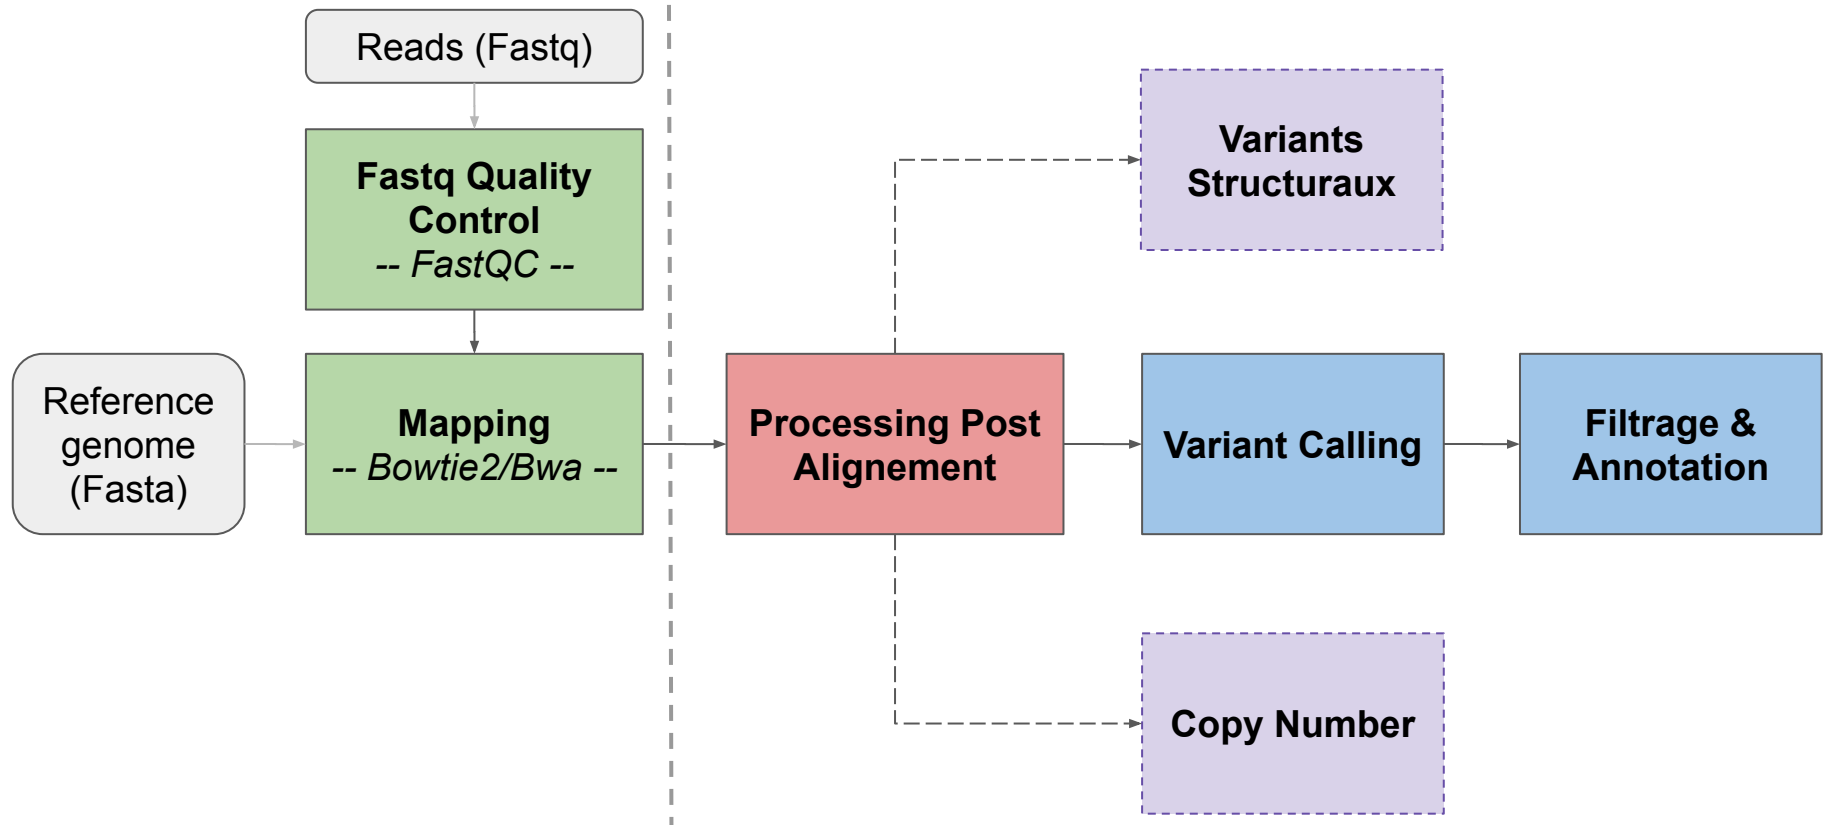 Reads (Fastq)
Fastq Quality
Control
-- FastQC --
Reference
genome
(Fasta)
Mapping
-- Bowtie2/Bwa --
Processing Post
Alignement
Variants
Structuraux
Variant Calling
Filtrage &
Annotation
Copy Number